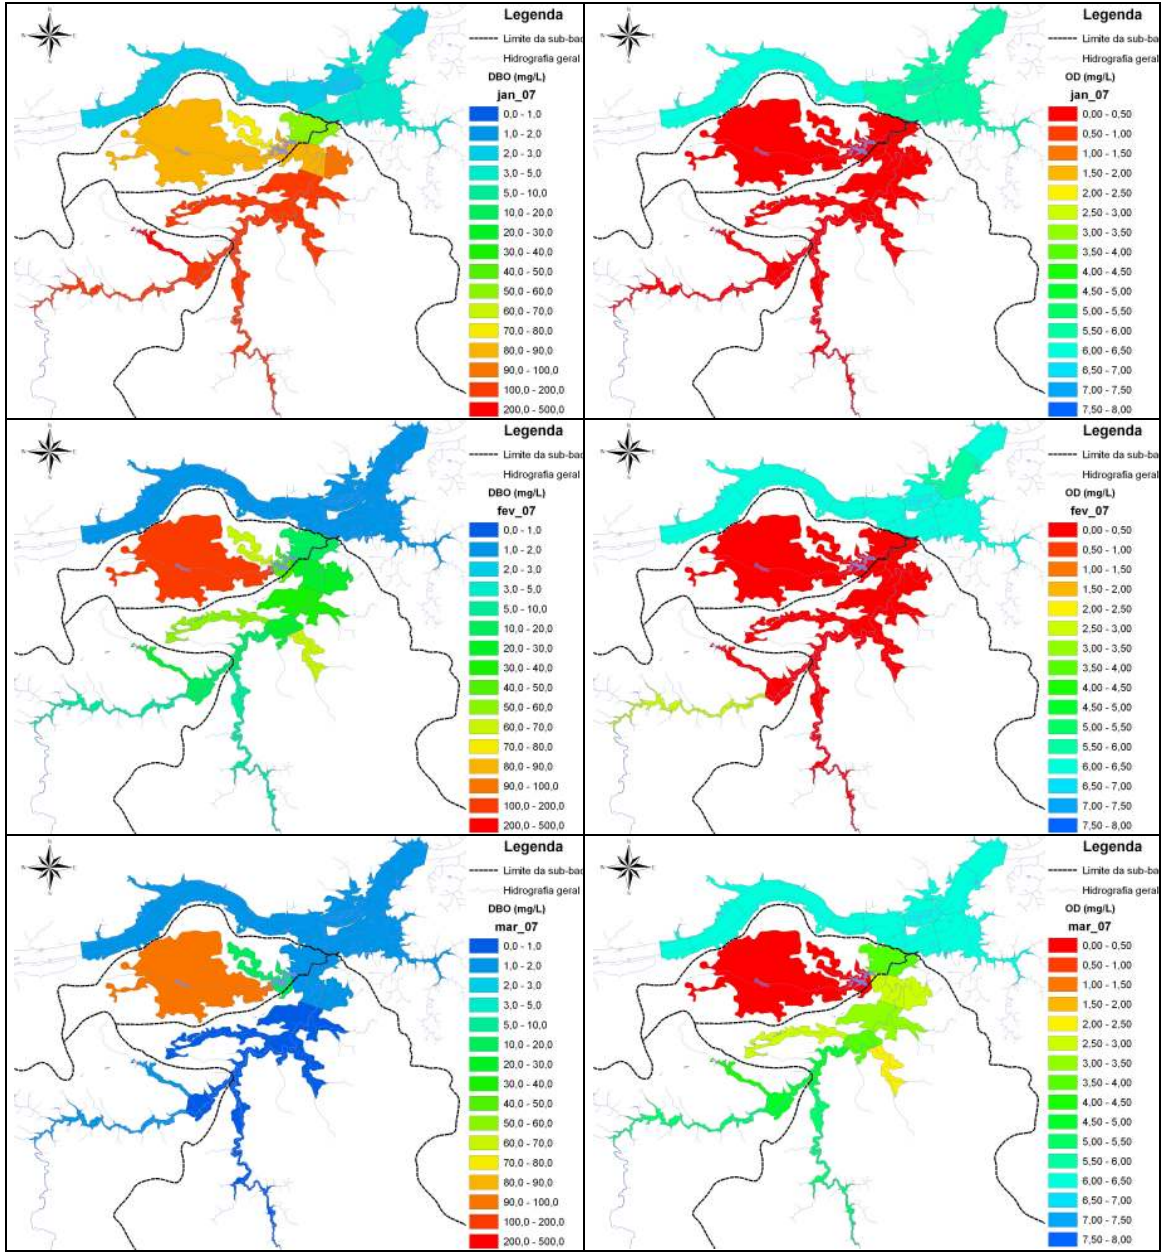 Legenda
Limite da sub-bac
Hidrografia geral
DBO (mg/L)
jan_07
0,0 - 1,0
1,0 - 2,0
2,0 - 3,0
3,0 - 5,0
5,0 - 10,0
10,0 - 20,0
20,0 - 30,0
30,0 - 40,0
40,0 - 50,0
50,0 - 60,0
60,0 - 70,0
70,0 - 80,0
80,0 - 90,0
90,0 - 100,0
100,0 - 200,0
200,0 - 500,0
Legenda
Limite da sub-bac
Hidrografia geral
OD (mg/L)
jan_07
0,00 - 0,50
0,50 - 1,00
1,00 - 1,50
1,50 - 2,00
2,00 - 2,50
2,50 - 3,00
3,00 - 3,50
3,50 - 4,00
4,00 - 4,50
4,50 - 5,00
5,00 - 5,50
5,50 - 6,00
6,00 - 6,50
6,50 - 7,00
7,00 - 7,50
7,50 - 8,00
Legenda
Limite da sub-bac
Hidrografia geral
DBO (mg/L)
fev_07
0,0 - 1,0
1,0 - 2,0
2,0 - 3,0
3,0 - 5,0
5,0 - 10,0
10,0 - 20,0
20,0 - 30,0
30,0 - 40,0
40,0 - 50,0
50,0 - 60,0
60,0 - 70,0
70,0 - 80,0
80,0 - 90,0
90,0 - 100,0
100,0 - 200,0
200,0 - 500,0
Legenda
Limite da sub-bac
Hidrografia geral
OD (mg/L)
fev_07
0,00 - 0,50
0,50 - 1,00
1,00 - 1,50
1,50 - 2,00
2,00 - 2,50
2,50 - 3,00
3,00 - 3,50
3,50 - 4,00
4,00 - 4,50
4,50 - 5,00
5,00 - 5,50
5,50 - 6,00
6,00 - 6,50
6,50 - 7,00
7,00 - 7,50
7,50 - 8,00
Legenda
Limite da sub-bac
Hidrografia geral
DBO (mg/L)
mar_07
0,0 - 1,0
1,0 - 2,0
2,0 - 3,0
3,0 - 5,0
5,0 - 10,0
10,0 - 20,0
20,0 - 30,0
30,0 - 40,0
40,0 - 50,0
50,0 - 60,0
60,0 - 70,0
70,0 - 80,0
80,0 - 90,0
90,0 - 100,0
100,0 - 200,0
200,0 - 500,0
Legenda
Limite da sub-bac
Hidrografia geral
OD (mg/L)
mar_07
0,00 - 0,50
0,50 - 1,00
1,00 - 1,50
1,50 - 2,00
2,00 - 2,50
2,50 - 3,00
3,00 - 3,50
3,50 - 4,00
4,00 - 4,50
4,50 - 5,00
5,00 - 5,50
5,50 - 6,00
6,00 - 6,50
6,50 - 7,00
7,00 - 7,50
7,50 - 8,00